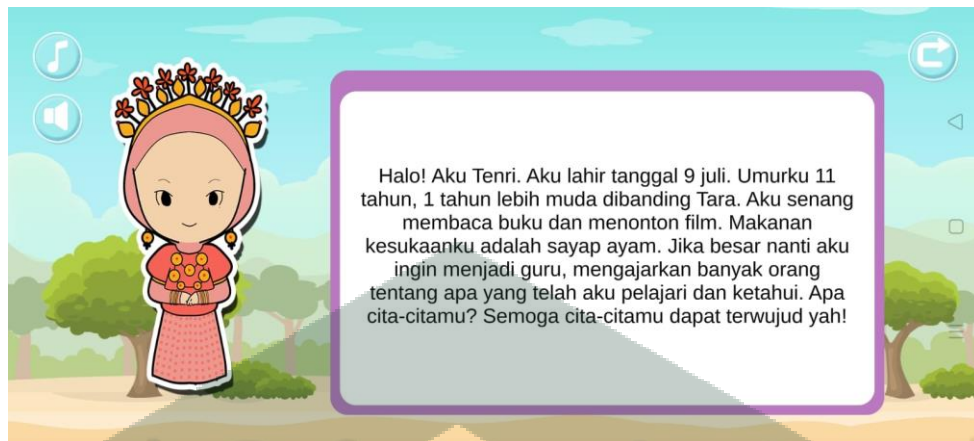 Halo! Aku Tenri. Aku lahir tanggal 9 juli. Umurku 11
tahun, 1 tahun lebih muda dibanding Tara. Aku senang
membaca buku dan menonton film. Makanan
kesukaanku adalah sayap ayam. Jika besar nanti aku
ingin menjadi guru, mengajarkan banyak orang
tentang apa yang telah aku pelajari dan ketahui. Apa
cita-citamu? Semoga cita-citamu dapat terwujud yah!